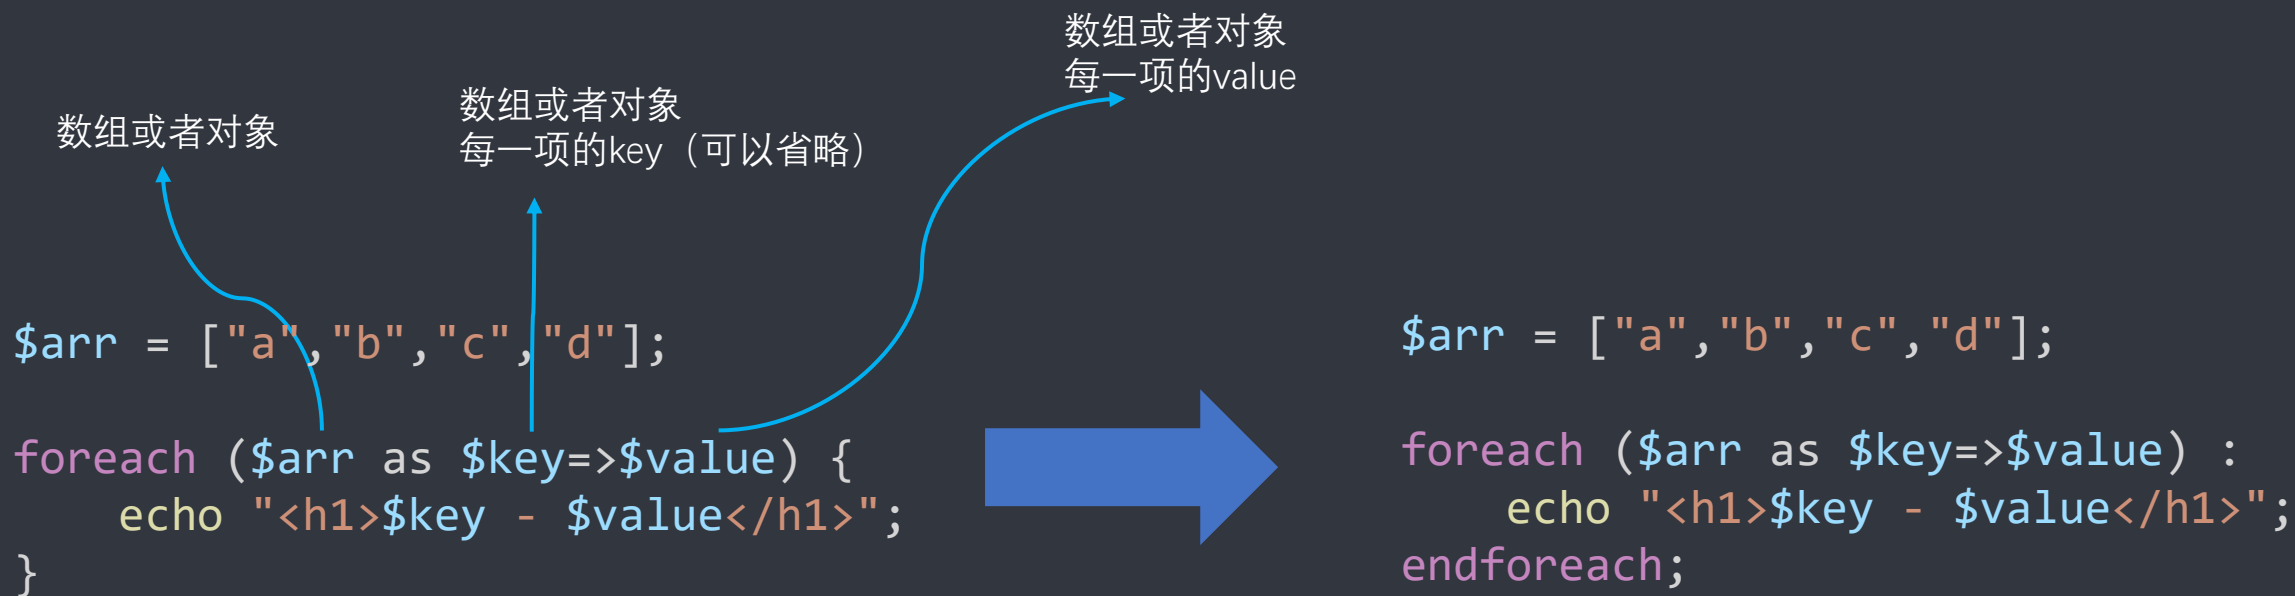 数组或者对象
数组或者对象
每一项的key（可以省略）
数组或者对象
每一项的value
$arr = ["a","b","c","d"];
foreach ($arr as $key=>$value) {
    echo "<h1>$key - $value</h1>";
}
$arr = ["a","b","c","d"];
foreach ($arr as $key=>$value) :
    echo "<h1>$key - $value</h1>";
endforeach;